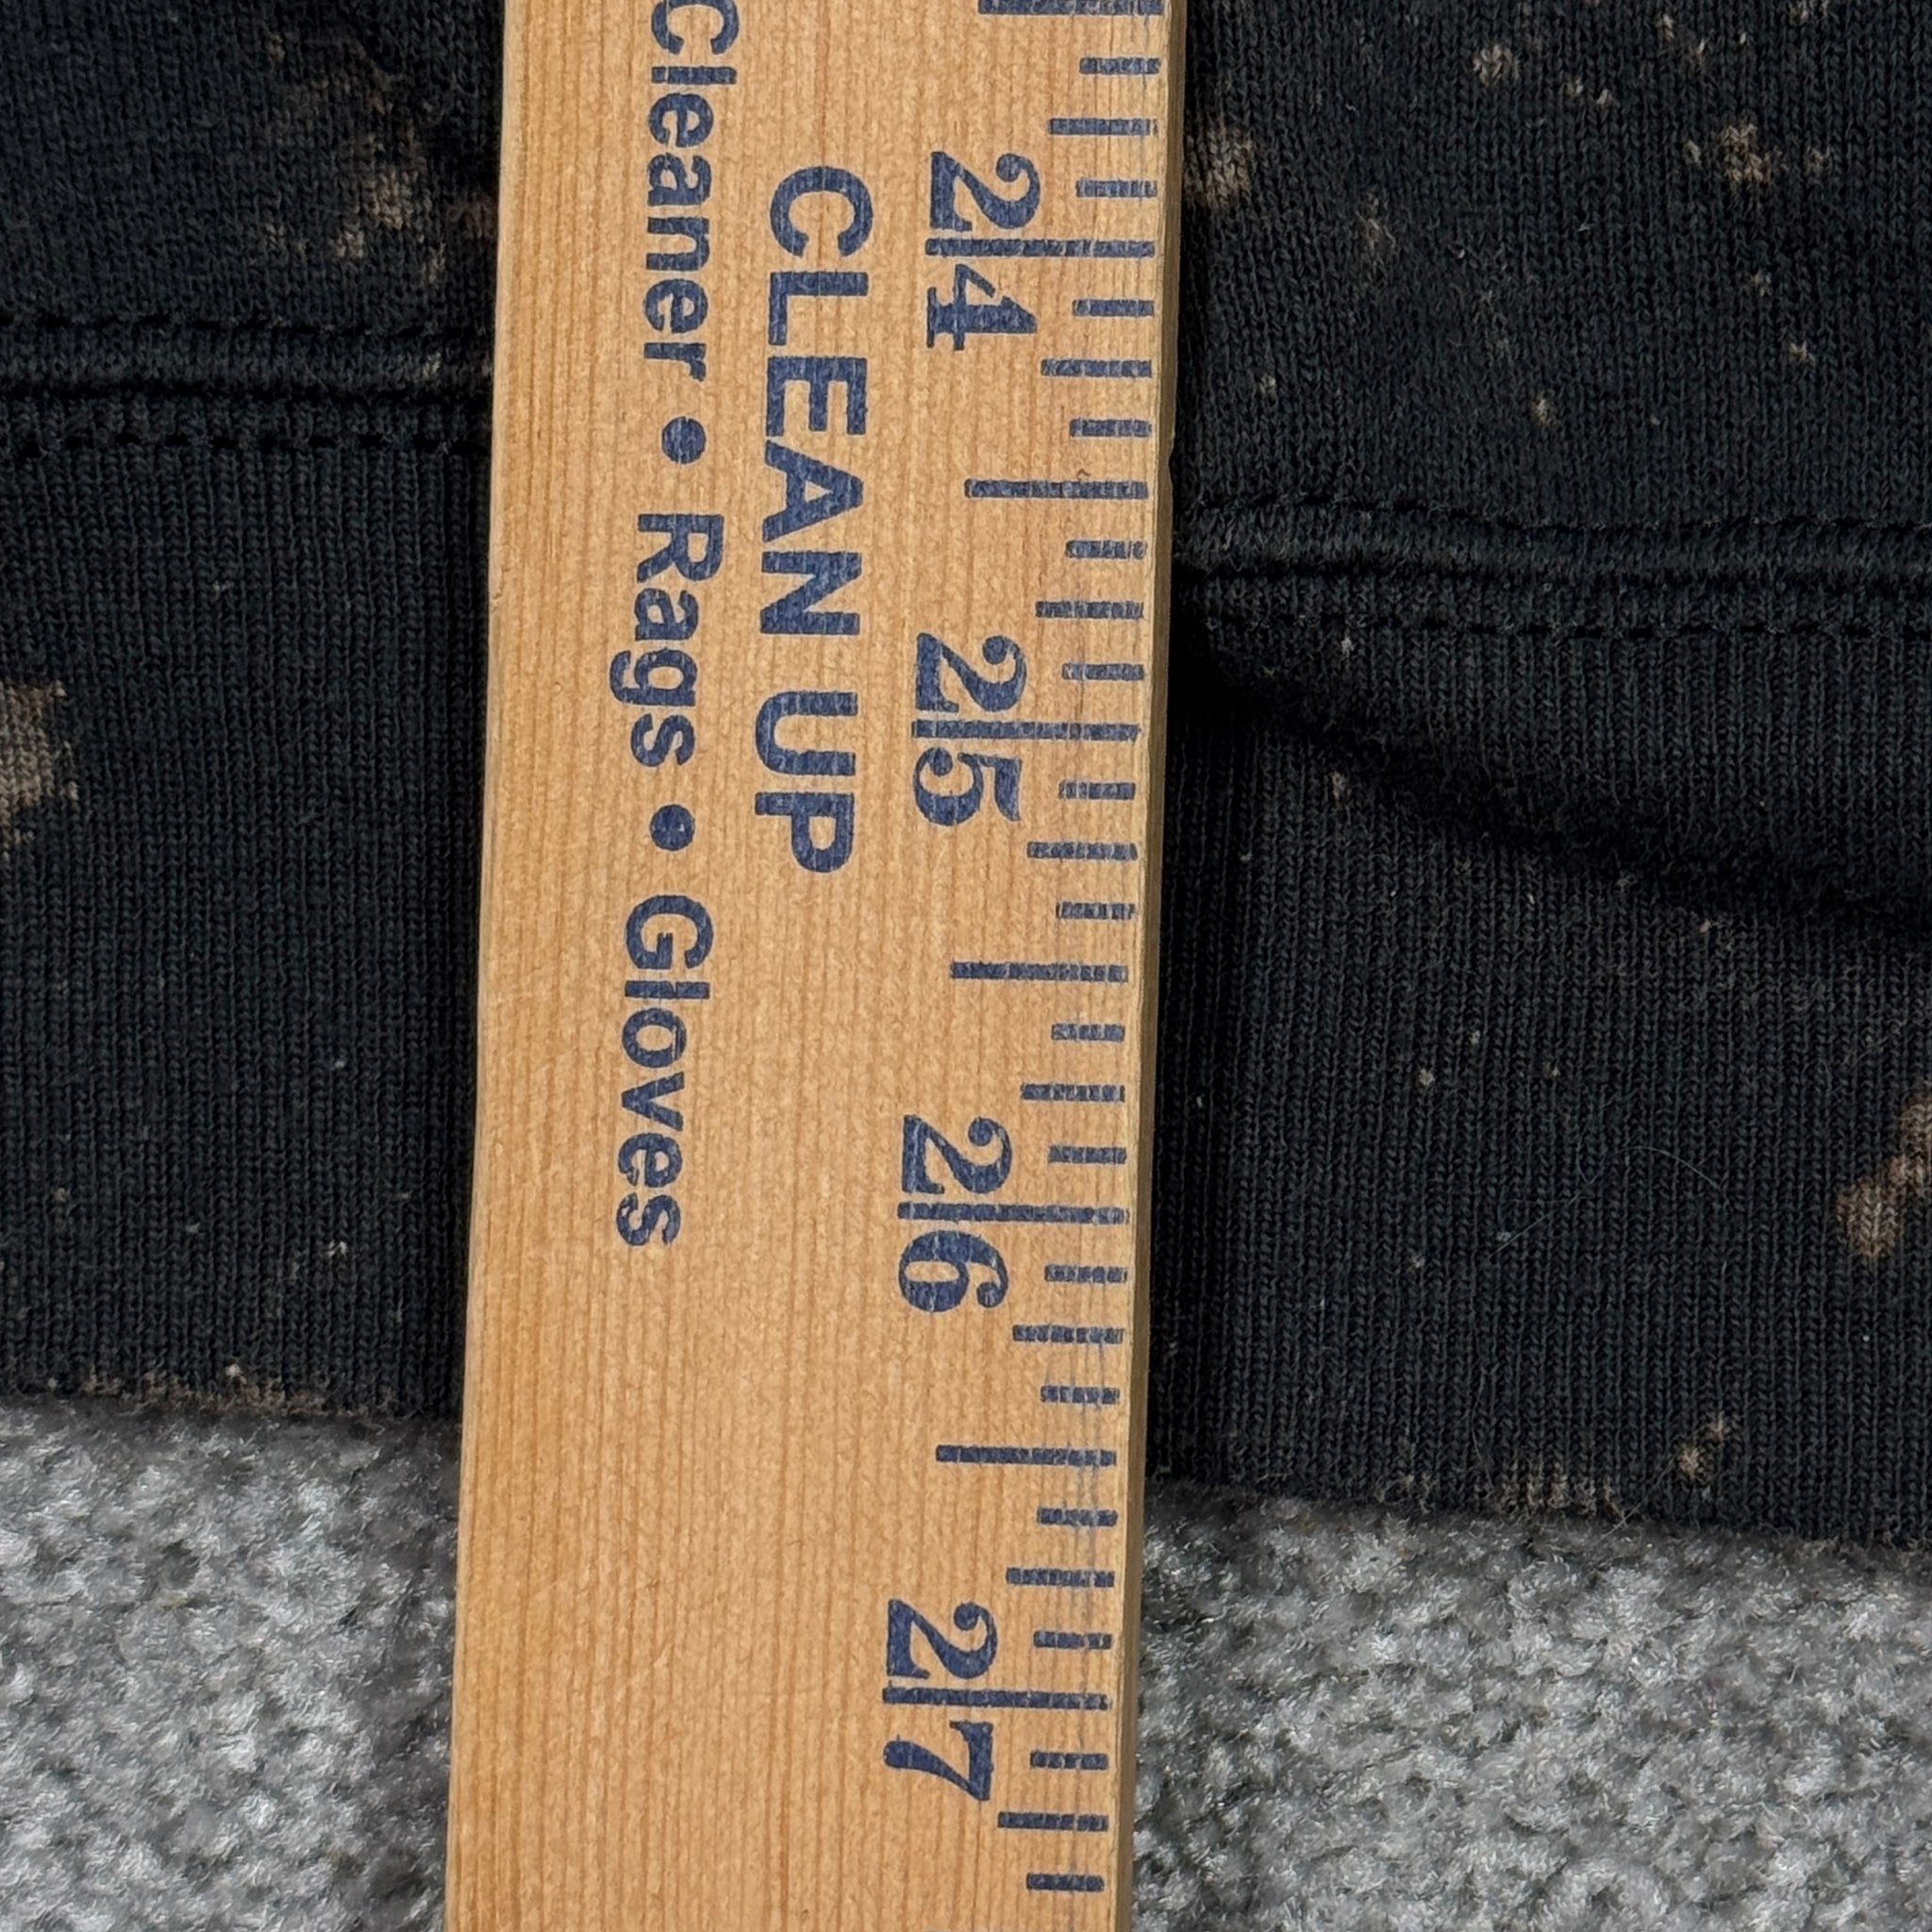 CLEAN UP
Cleaner • Rags • Gloves
24
25
26
27